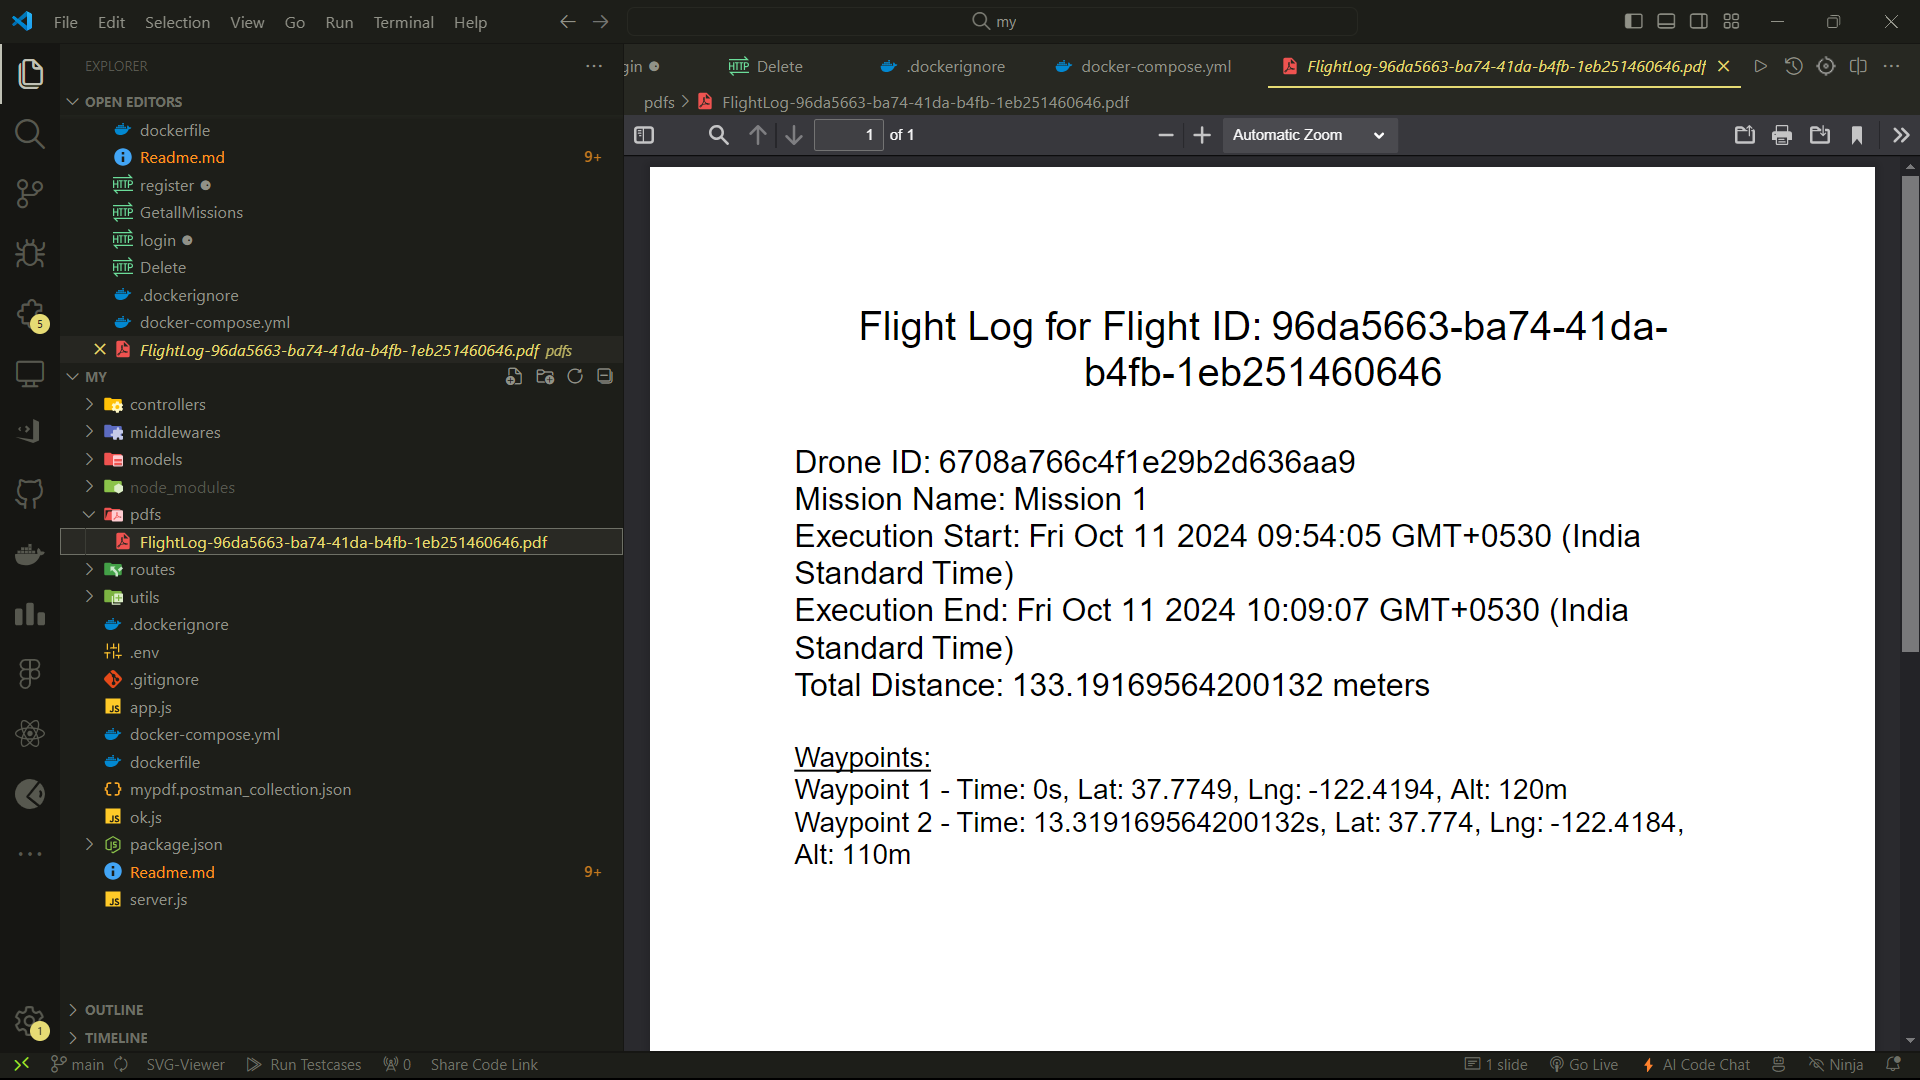 File Edit Selection View Go Run Terminal Help
my
EXPLORER
OPEN EDITORS
dockerfile
Readme.md 9+
register
GetallMissions
login
Delete
.dockerignore
docker-compose.yml
FlightLog-96da5663-ba74-41da-b4fb-1eb251460646.pdf pdfs
MY
controllers
middlewares
models
node_modules
pdfs
FlightLog-96da5663-ba74-41da-b4fb-1eb251460646.pdf
routes
utils
.dockerignore
.env
.gitignore
app.js
docker-compose.yml
dockerfile
mypdf.postman_collection.json
ok.js
package.json
Readme.md 9+
server.js
OUTLINE
TIMELINE
5
1
gin Delete .dockerignore docker-compose.yml FlightLog-96da5663-ba74-41da-b4fb-1eb251460646.pdf
pdfs > FlightLog-96da5663-ba74-41da-b4fb-1eb251460646.pdf
1 of 1 Automatic Zoom
Flight Log for Flight ID: 96da5663-ba74-41da-
b4fb-1eb251460646
Drone ID: 6708a766c4f1e29b2d636aa9
Mission Name: Mission 1
Execution Start: Fri Oct 11 2024 09:54:05 GMT+0530 (India
Standard Time)
Execution End: Fri Oct 11 2024 10:09:07 GMT+0530 (India
Standard Time)
Total Distance: 133.19169564200132 meters
Waypoints:
Waypoint 1 - Time: 0s, Lat: 37.7749, Lng: -122.4194, Alt: 120m
Waypoint 2 - Time: 13.319169564200132s, Lat: 37.774, Lng: -122.4184,
Alt: 110m
main SVG-Viewer Run Testcases 0 Share Code Link 1 slide Go Live AI Code Chat Ninja